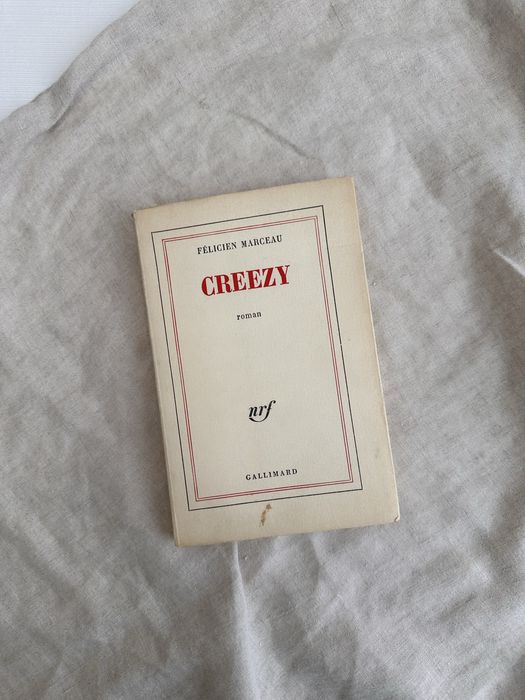 FÉLICIEN MARCEAU
CREEZY
roman
nrf
GALLIMARD